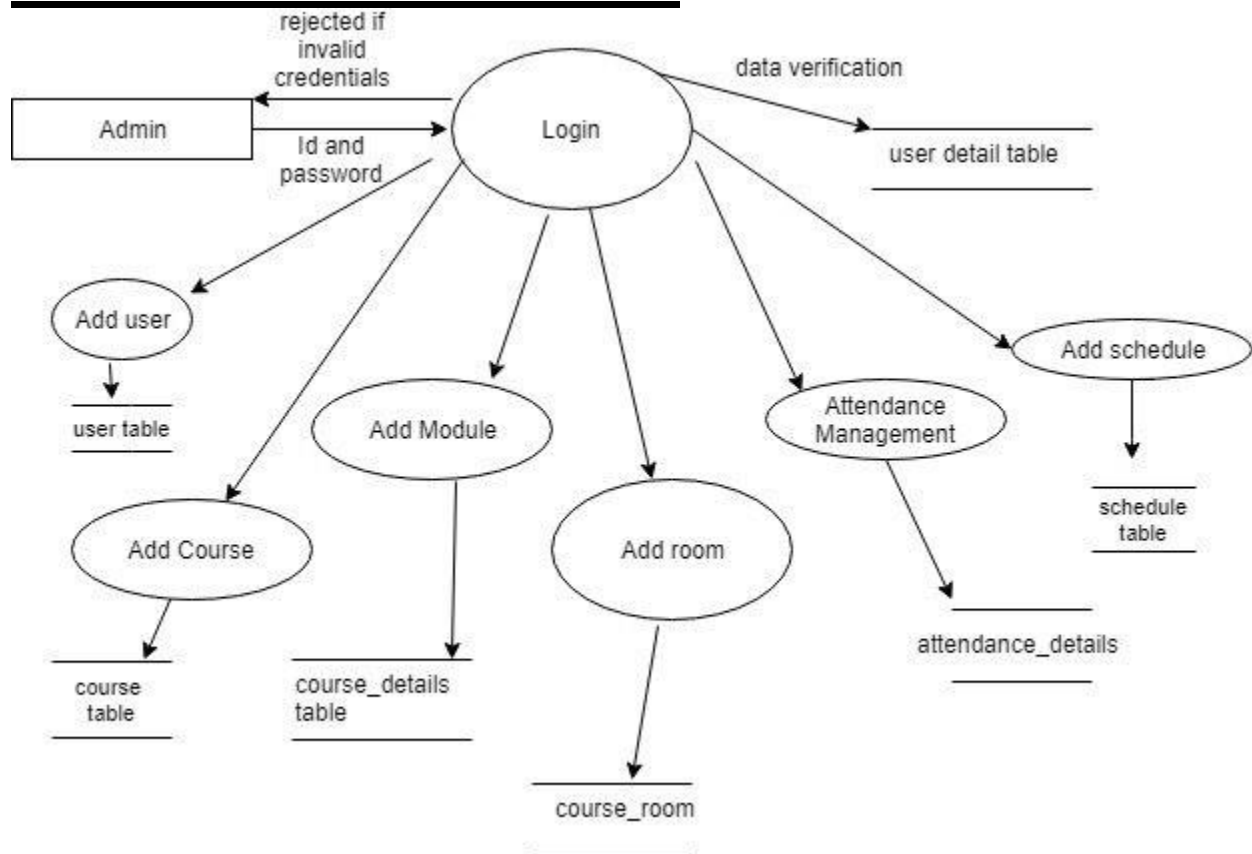 rejected if
invalid
credentials
Admin
Id and
password
Login
data verification
user detail table
Add user
user table
Add Module
Attendance
Management
Add schedule
schedule
table
Add Course
Add room
course
table
course_details
table
attendance_details
course_room